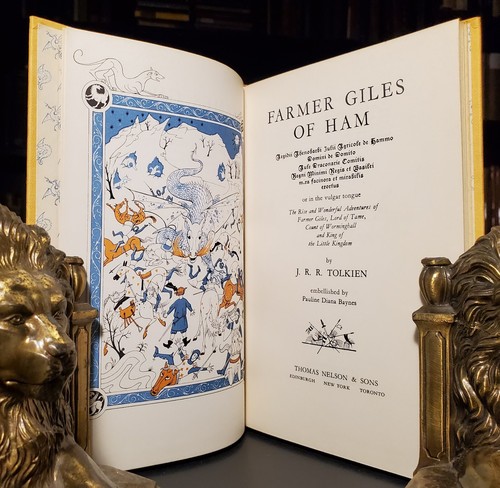 FARMER GILES
OF HAM
Aegidii Ahenobarbi Julii Agricole de Hammo
Domini de Domito
Aule Draconarie Comitis
Regni Minimi Regis et Basilei
mira facinora et mirabilis
exortus
or in the vulgar tongue
The Rise and Wonderful Adventures of
Farmer Giles, Lord of Tame,
Count of Worminghall
and King of
the Little Kingdom
by
J. R. R. TOLKIEN
embellished by
Pauline Diana Baynes
THOMAS NELSON & SONS
EDINBURGH NEW YORK TORONTO